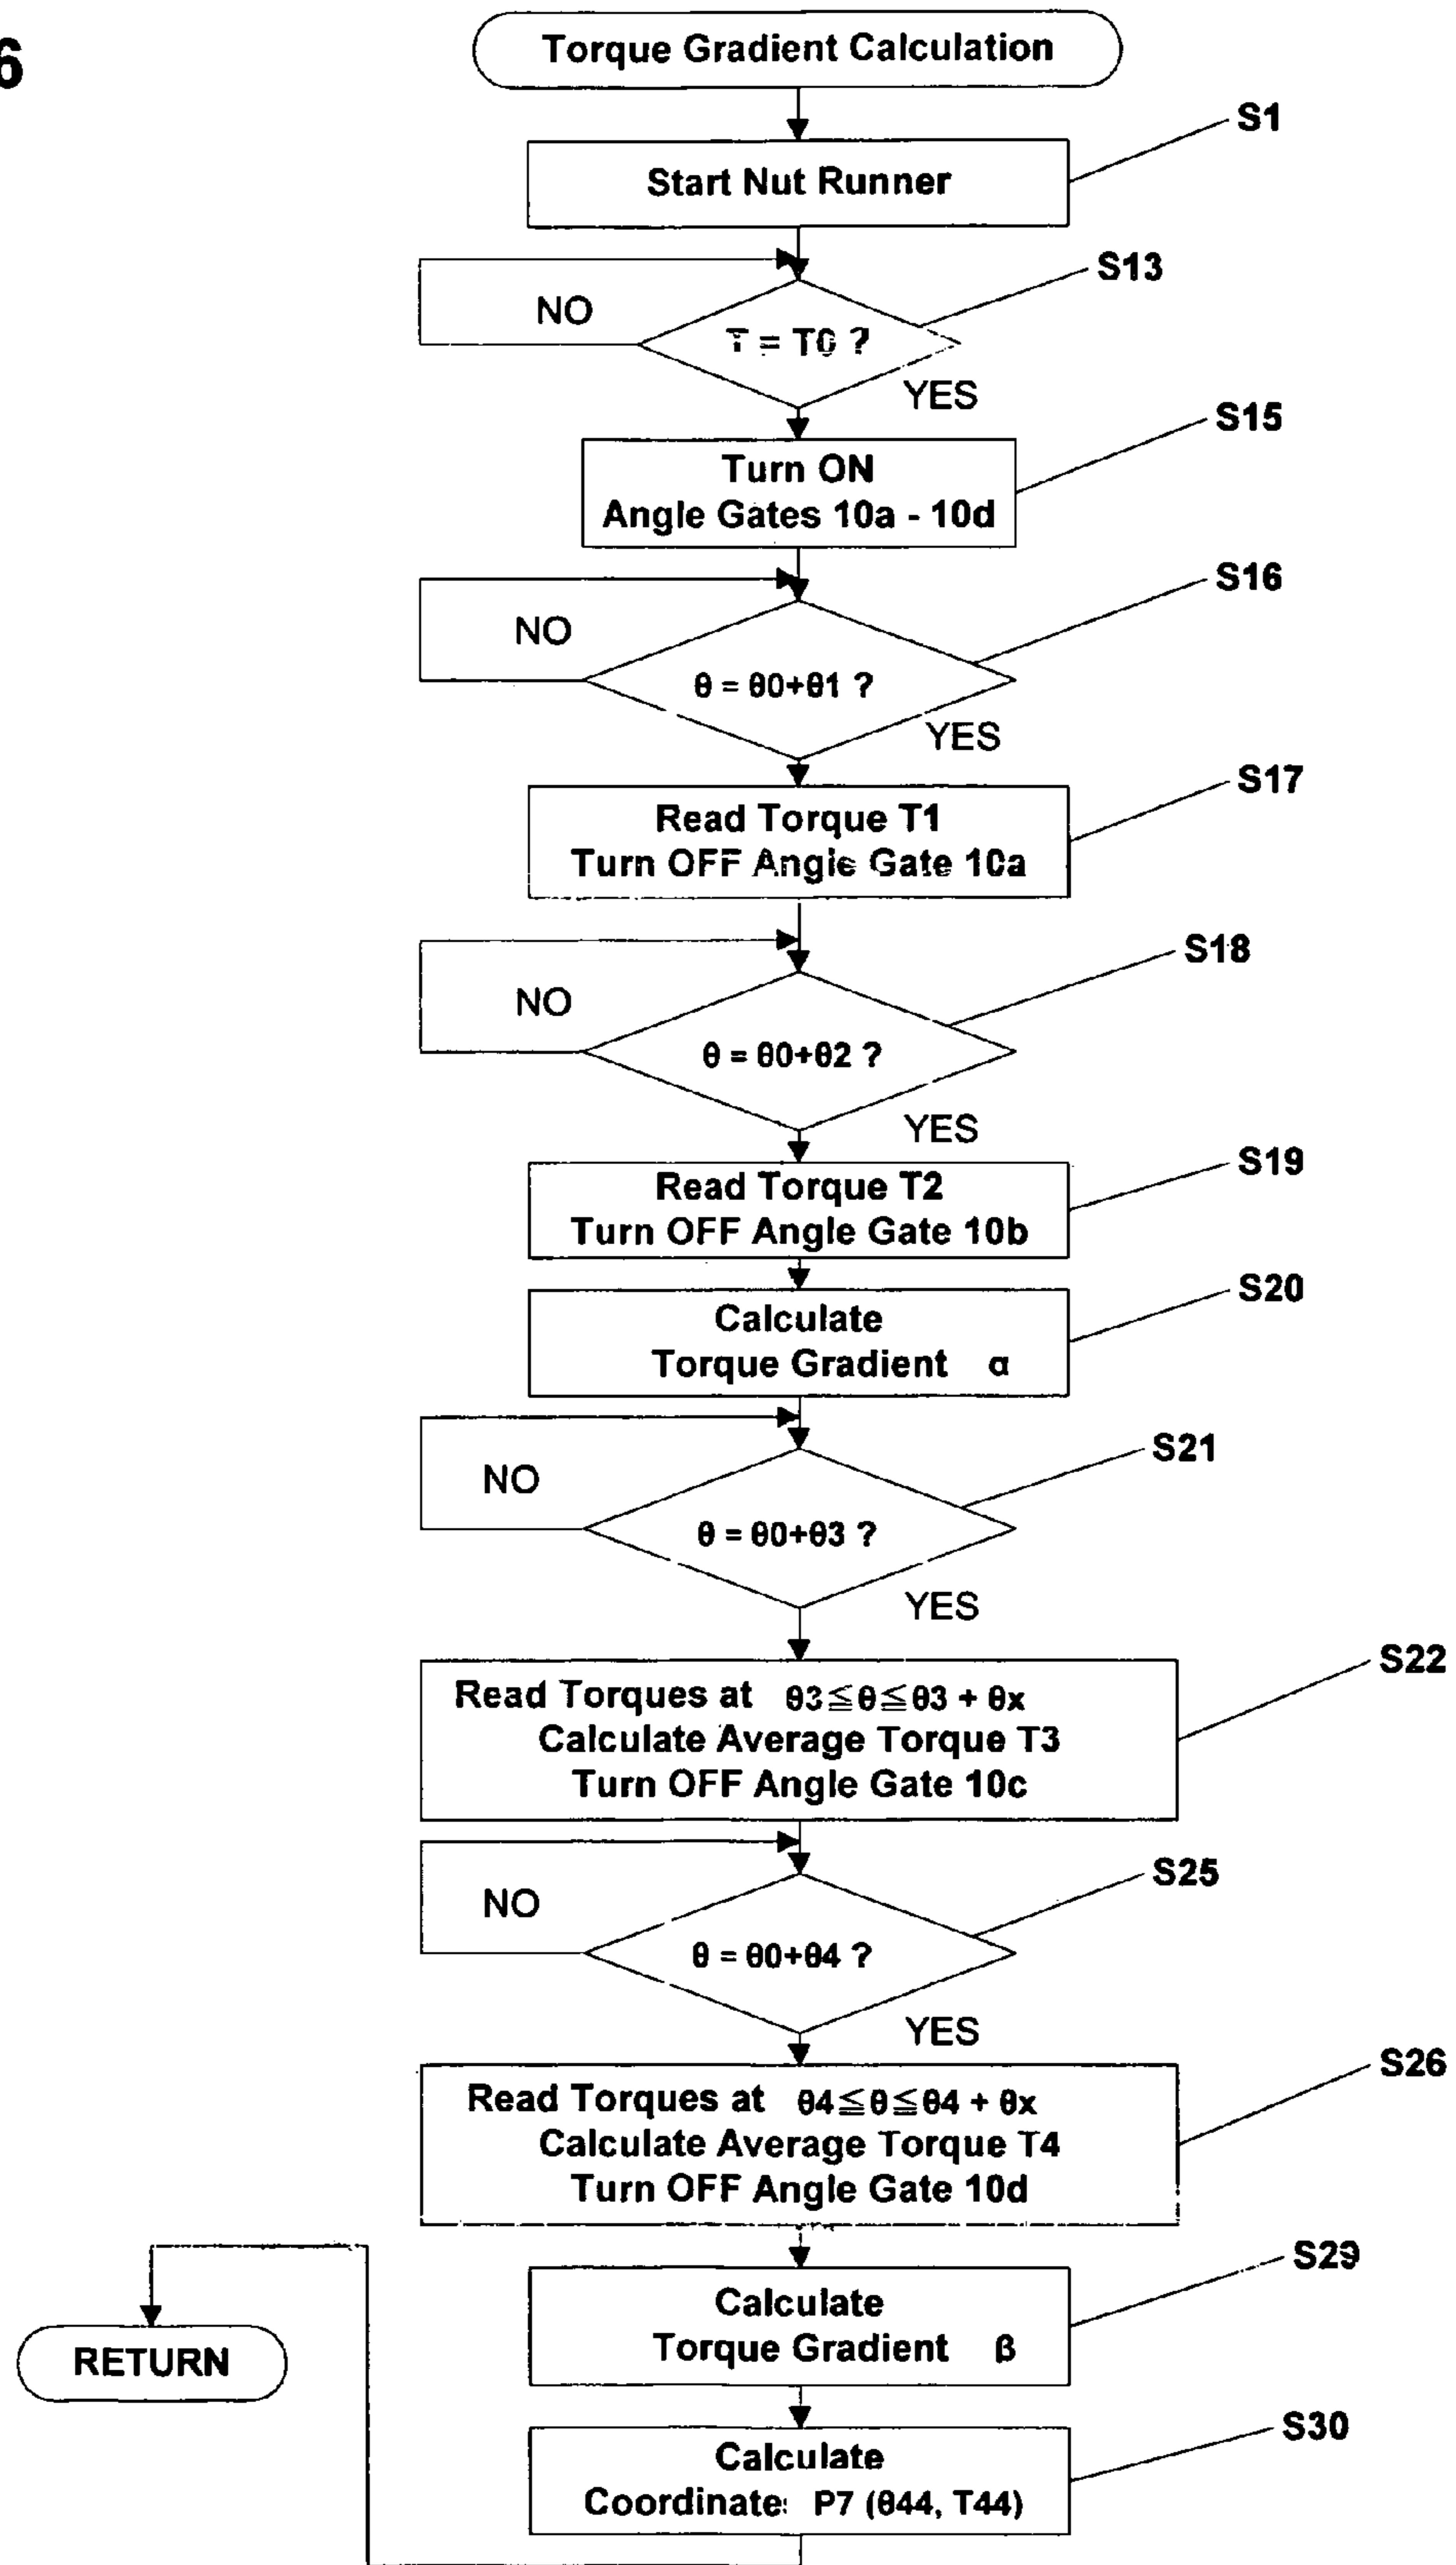 6
Torque Gradient Calculation
S1
Start Nut Runner
S13
NO
T = T0 ?
YES
S15
Turn ON
Angle Gates 10a - 10d
S16
NO
θ = θ0+θ1 ?
YES
S17
Read Torque T1
Turn OFF Angle Gate 10a
S18
NO
θ = θ0+θ2 ?
YES
S19
Read Torque T2
Turn OFF Angle Gate 10b
S20
Calculate
Torque Gradient α
S21
NO
θ = θ0+θ3 ?
YES
S22
Read Torques at θ3≦θ≦θ3 + θx
Calculate Average Torque T3
Turn OFF Angle Gate 10c
S25
NO
θ = θ0+θ4 ?
YES
S26
Read Torques at θ4≦θ≦θ4 + θx
Calculate Average Torque T4
Turn OFF Angle Gate 10d
S29
Calculate
Torque Gradient β
RETURN
S30
Calculate
Coordinate: P7 (θ44, T44)